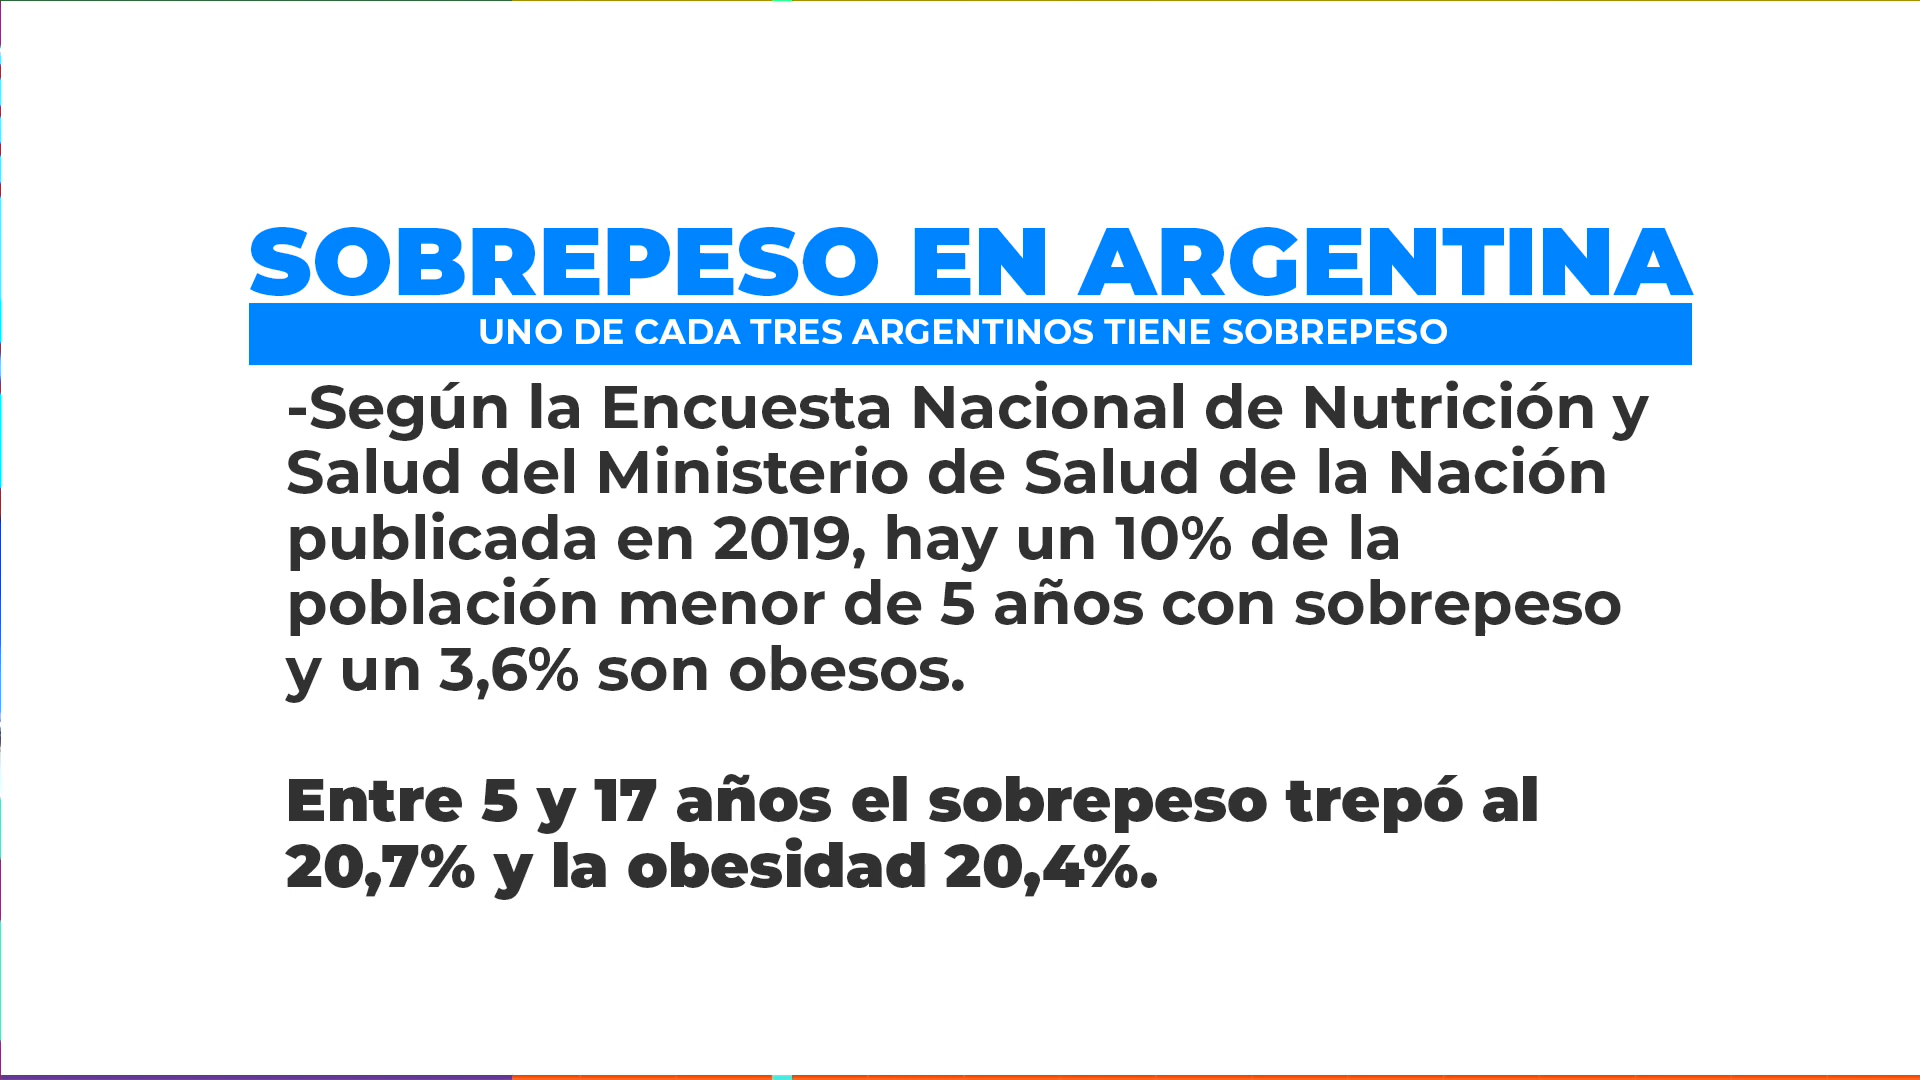 SOBREPESO EN ARGENTINA
UNO DE CADA TRES ARGENTINOS TIENE SOBREPESO
-Según la Encuesta Nacional de Nutrición y
Salud del Ministerio de Salud de la Nación
publicada en 2019, hay un 10% de la
población menor de 5 años con sobrepeso
y un 3,6% son obesos.
Entre 5 y 17 años el sobrepeso trepó al
20,7% y la obesidad 20,4%.